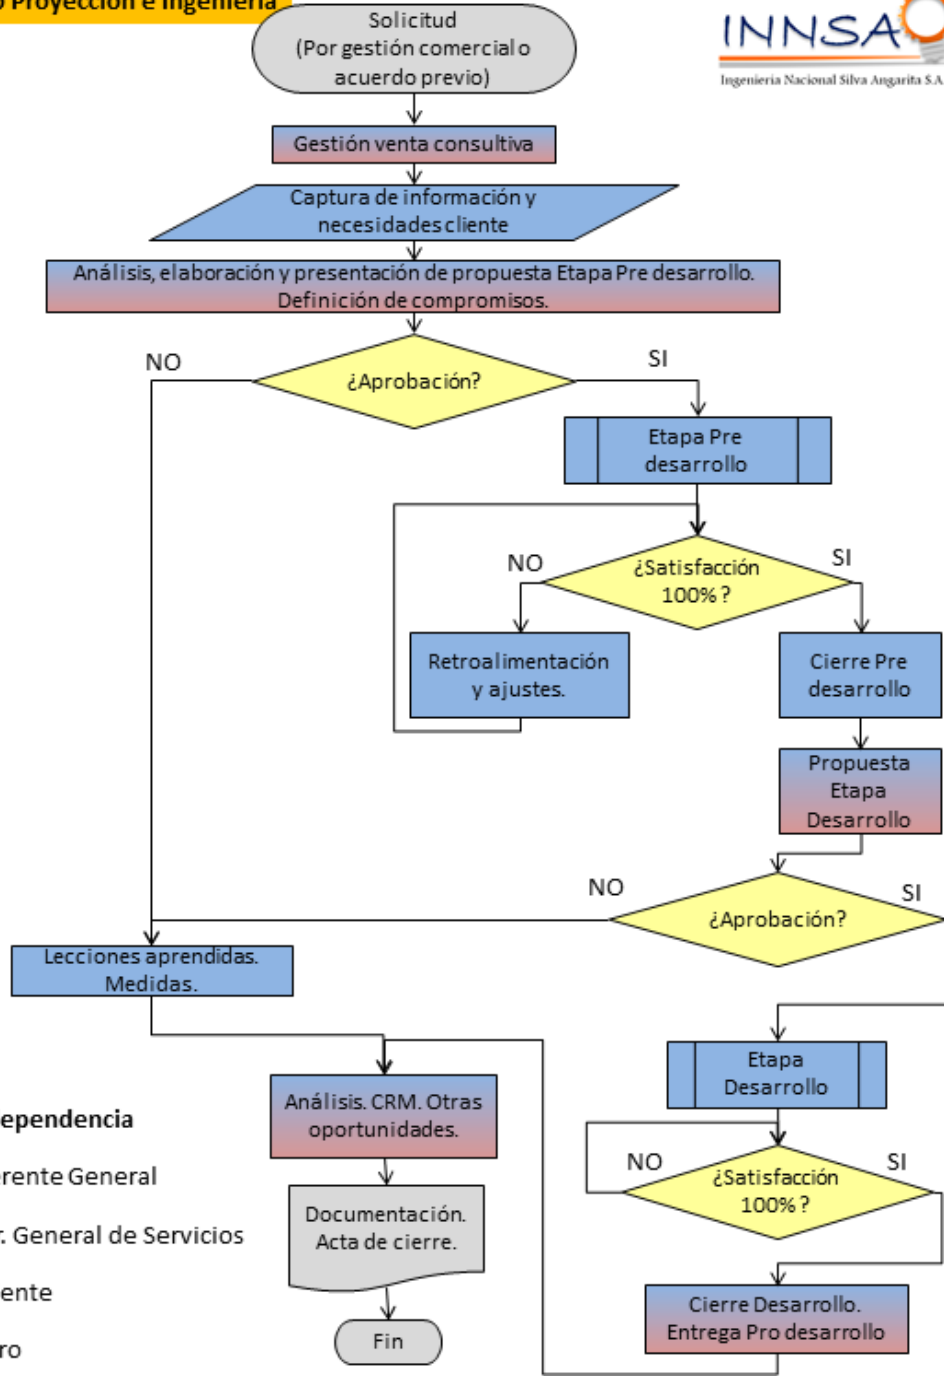 Proyección e Ingeniería
Solicitud
(Por gestión comercial o
acuerdo previo)
INNSA
Ingeniería Nacional Silva Angarita S.A
Gestión venta consultiva
Captura de información y
necesidades cliente
Análisis, elaboración y presentación de propuesta Etapa Pre desarrollo.
Definición de compromisos.
NO
¿Aprobación?
SI
Etapa Pre
desarrollo
NO
¿Satisfacción
100% ?
SI
Retroalimentación
y ajustes.
Cierre Pre
desarrollo
Propuesta
Etapa
Desarrollo
NO
¿Aprobación?
SI
Lecciones aprendidas.
Medidas.
Etapa
Desarrollo
Análisis. CRM. Otras
oportunidades.
NO
¿Satisfacción
100% ?
SI
Documentación.
Acta de cierre.
Cierre Desarrollo.
Entrega Pro desarrollo
Fin
ependencia
rente General
r. General de Servicios
ente
ro